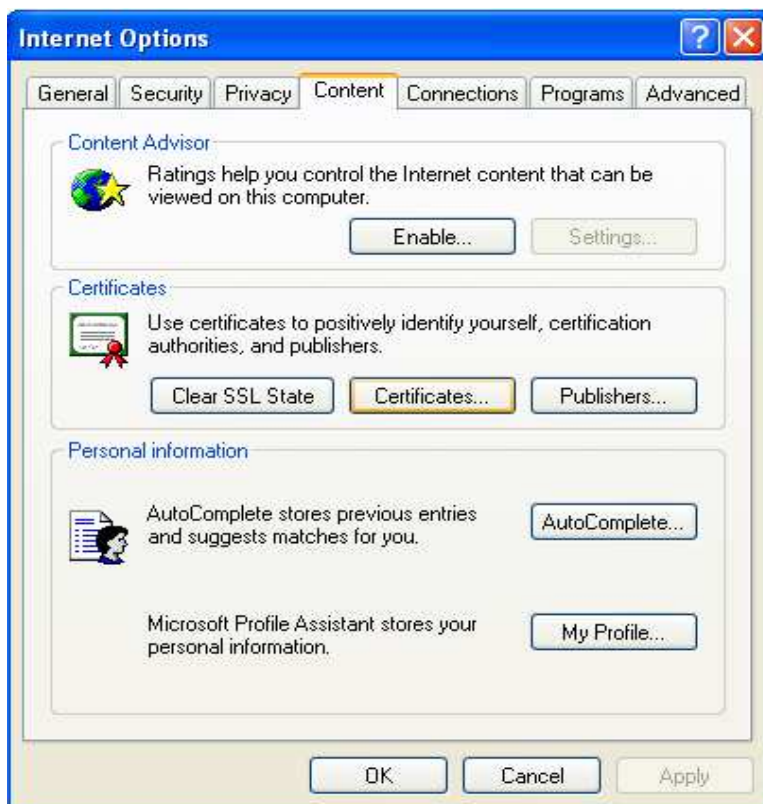 Internet Options
General Security Privacy Content Connections Programs Advanced
Content Advisor
Ratings help you control the Internet content that can be
viewed on this computer.
Enable... Settings...
Certificates
Use certificates to positively identify yourself, certification
authorities, and publishers.
Clear SSL State Certificates... Publishers...
Personal information
AutoComplete stores previous entries
and suggests matches for you.
AutoComplete...
Microsoft Profile Assistant stores your
personal information.
My Profile...
OK Cancel Apply